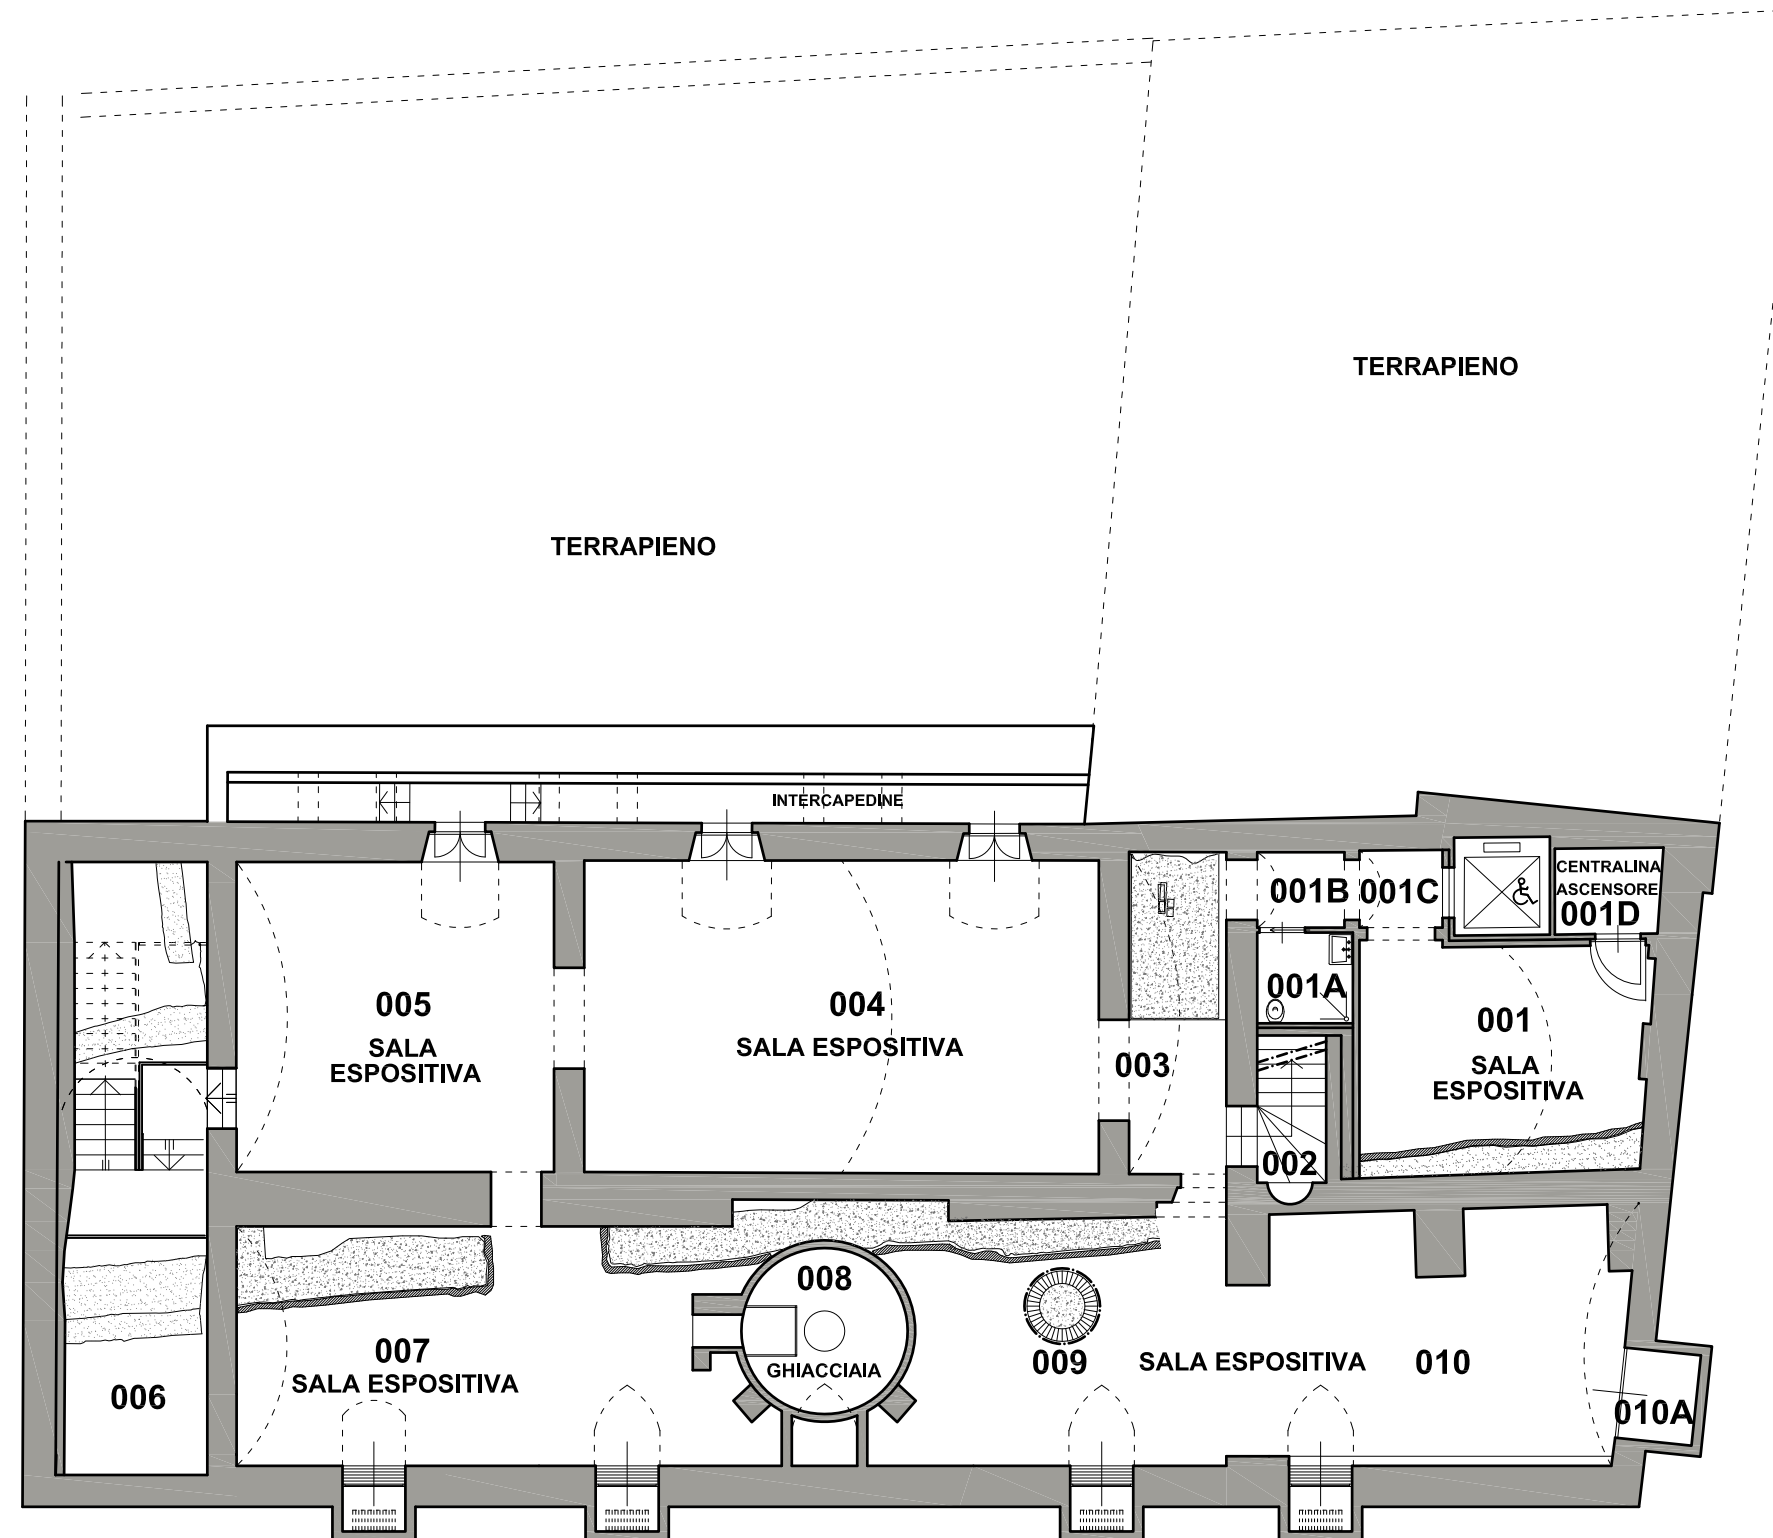 TERRAPIENO
TERRAPIENO
INTERCAPEDINE
CENTRALINA
ASCENSORE
001D
001B
001C
001A
005
SALA
ESPOSITIVA
004
SALA ESPOSITIVA
003
001
SALA
ESPOSITIVA
002
008
GHIACCIAIA
007
SALA ESPOSITIVA
009
SALA ESPOSITIVA
010
006
010A